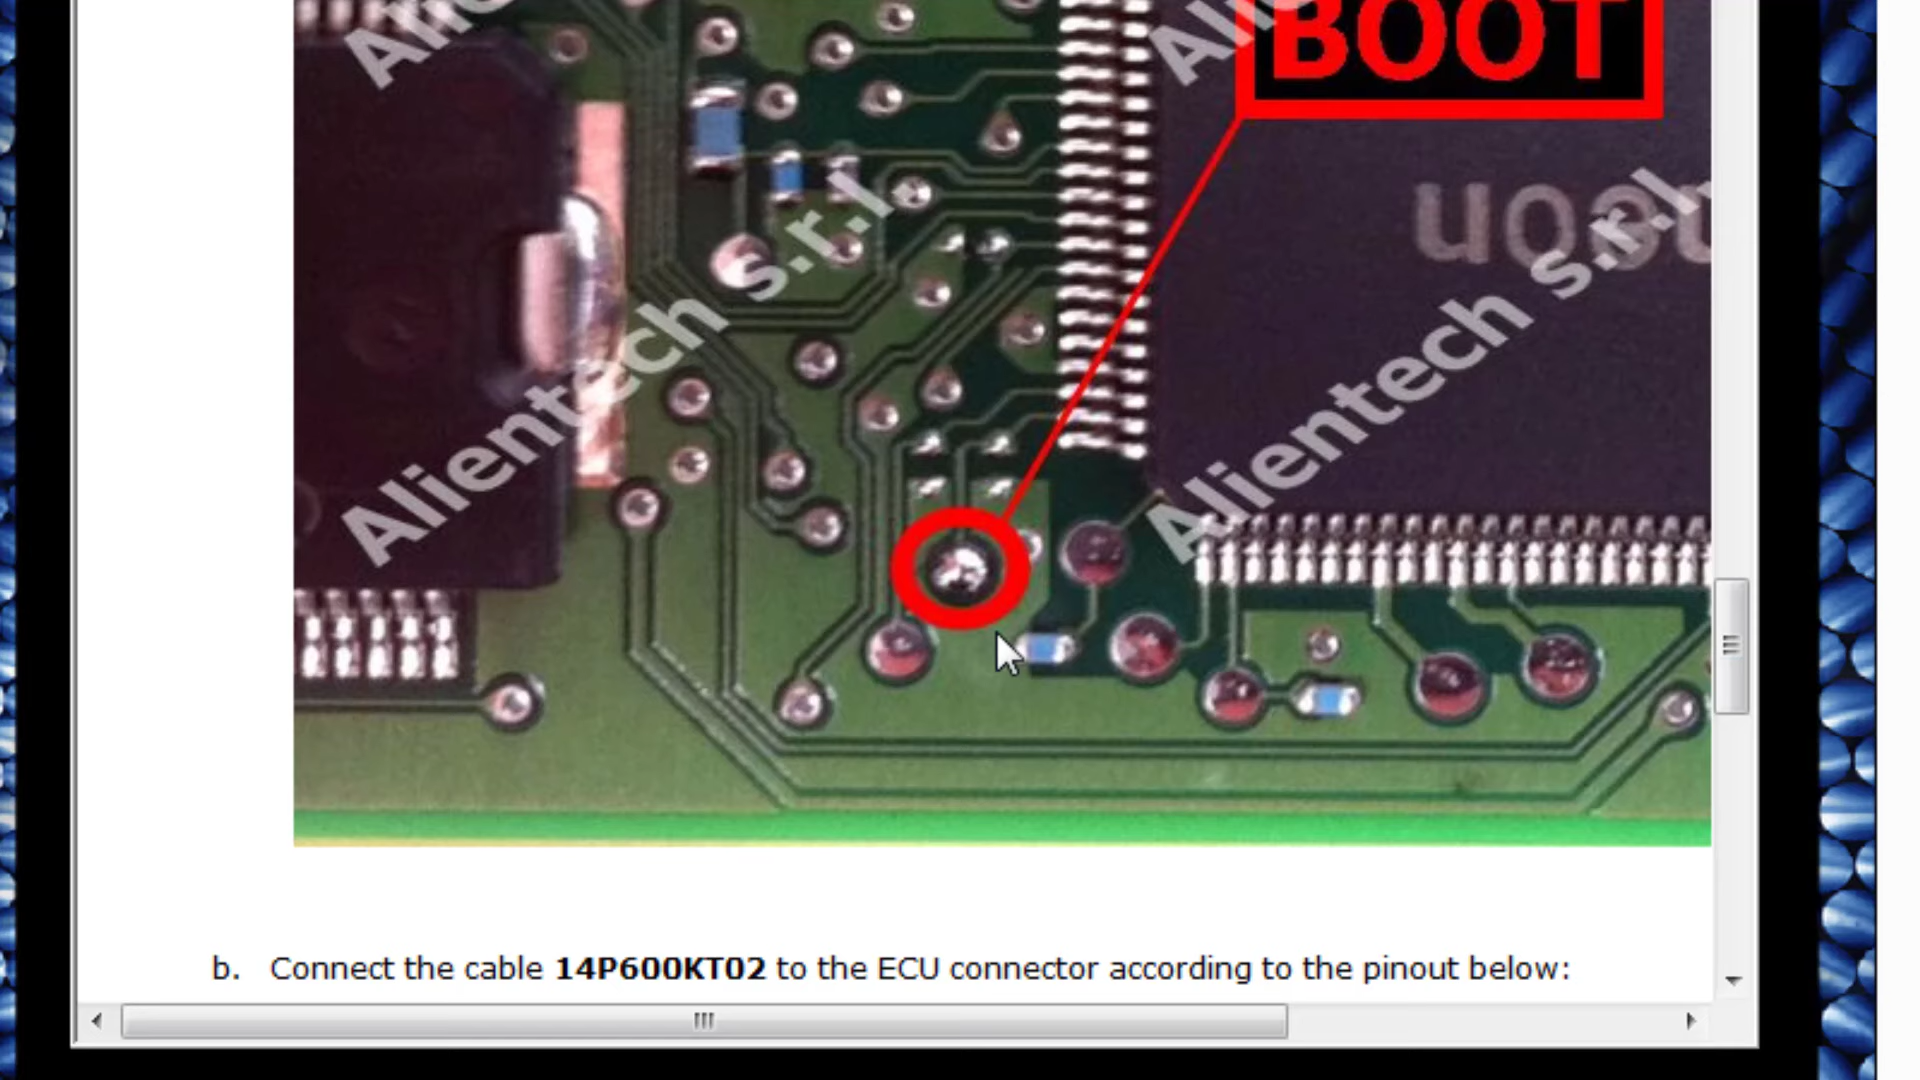 BOOT
Alientech s.r.l.
Alientech s.r.l.
b. Connect the cable 14P600KT02 to the ECU connector according to the pinout below: